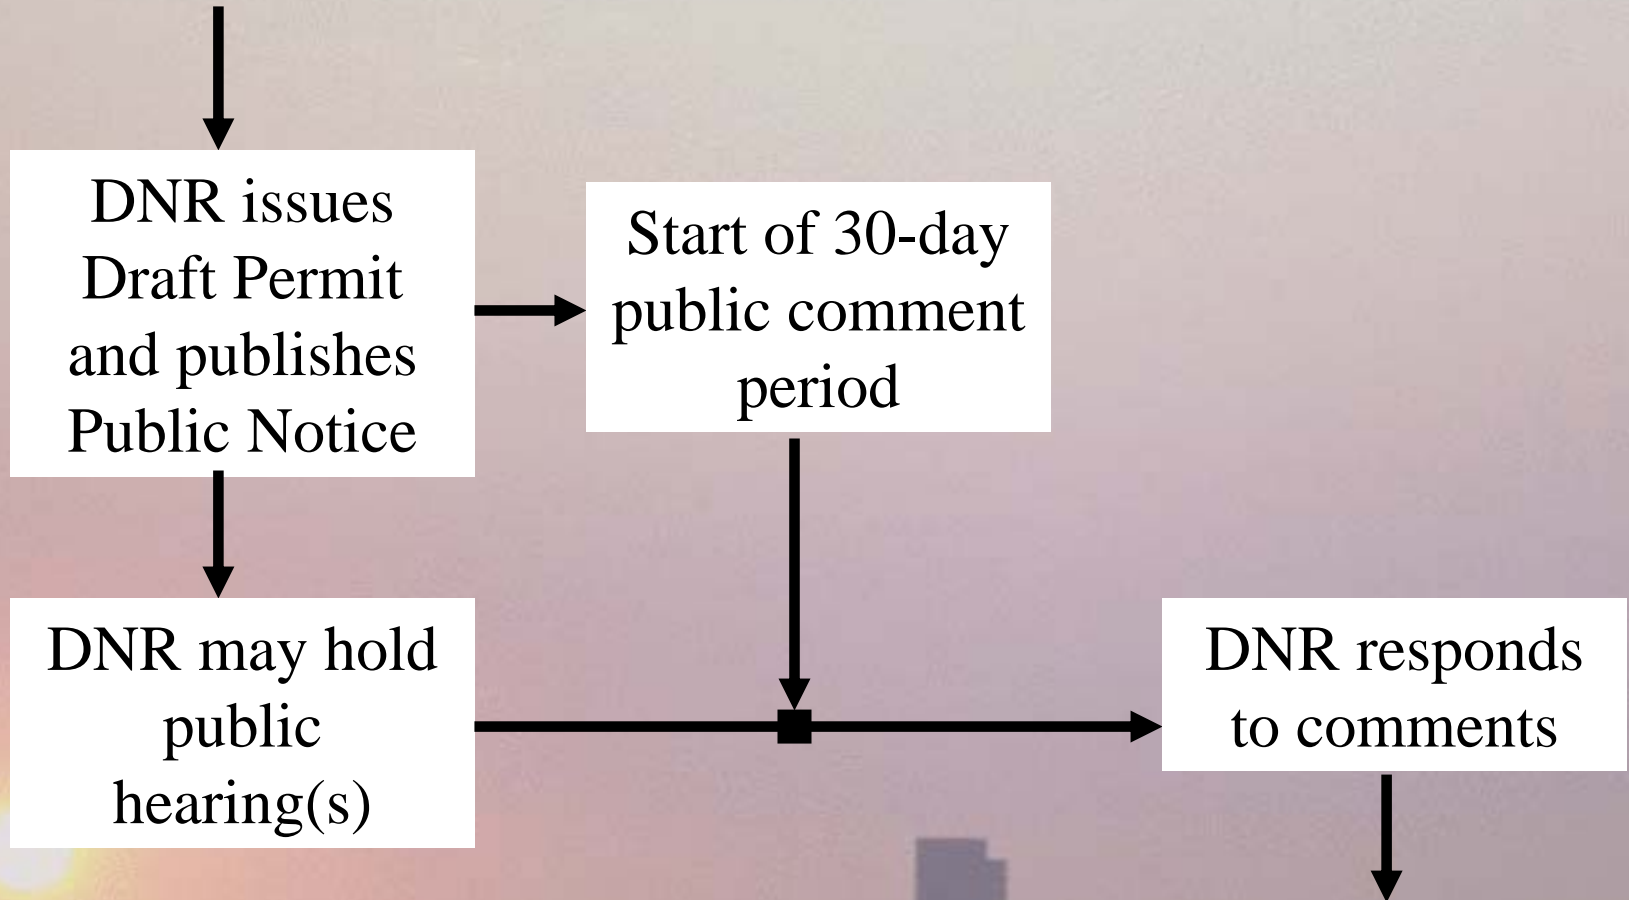 DNR issues
Draft Permit
and publishes
Public Notice
Start of 30-day
public comment
period
DNR may hold
public
hearing(s)
DNR responds
to comments